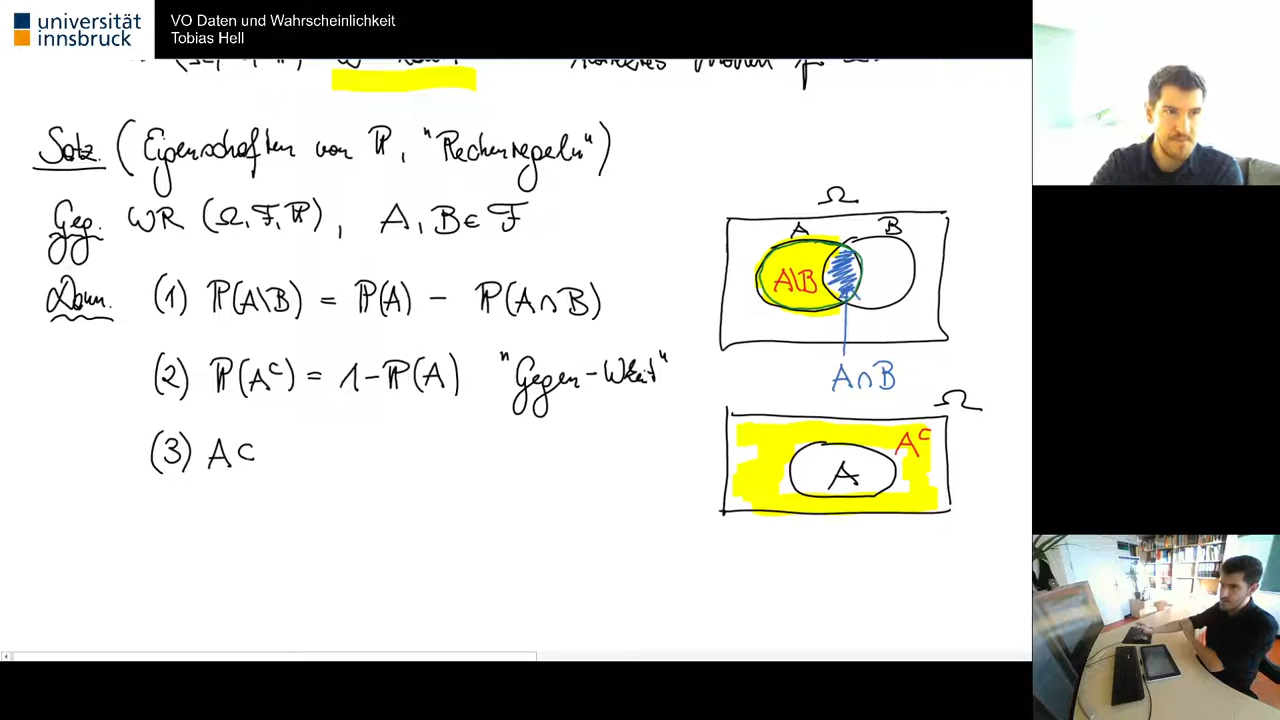 universität
innsbruck
VO Daten und Wahrscheinlichkeit
Tobias Hell
Satz. (Eigenschaften von ℙ, "Rechenregeln")
Geg. WR (Ω, F, ℙ), A, B ∈ F
Dann. (1) ℙ(A\B) = ℙ(A) - ℙ(A∩B)
(2) ℙ(Aᶜ) = 1-ℙ(A) "Gegen-Wkeit"
(3) A ⊂
Ω
A B
A\B
A∩B
Ω
Aᶜ
A